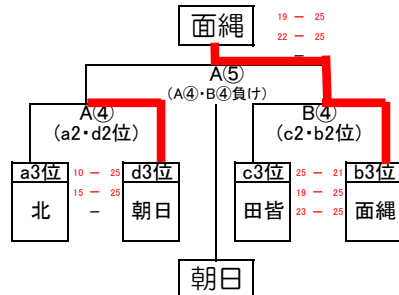 面縄
19 － 25
22 － 25
－
A⑤
(A④・B④負け)
A④
(a2・d2位)
B④
(c2・b2位)
a3位 10 － 25 d3位
15 － 25
北 － 朝日
c3位 25 － 21 b3位
19 － 25
田皆 23 － 25 面縄
朝日